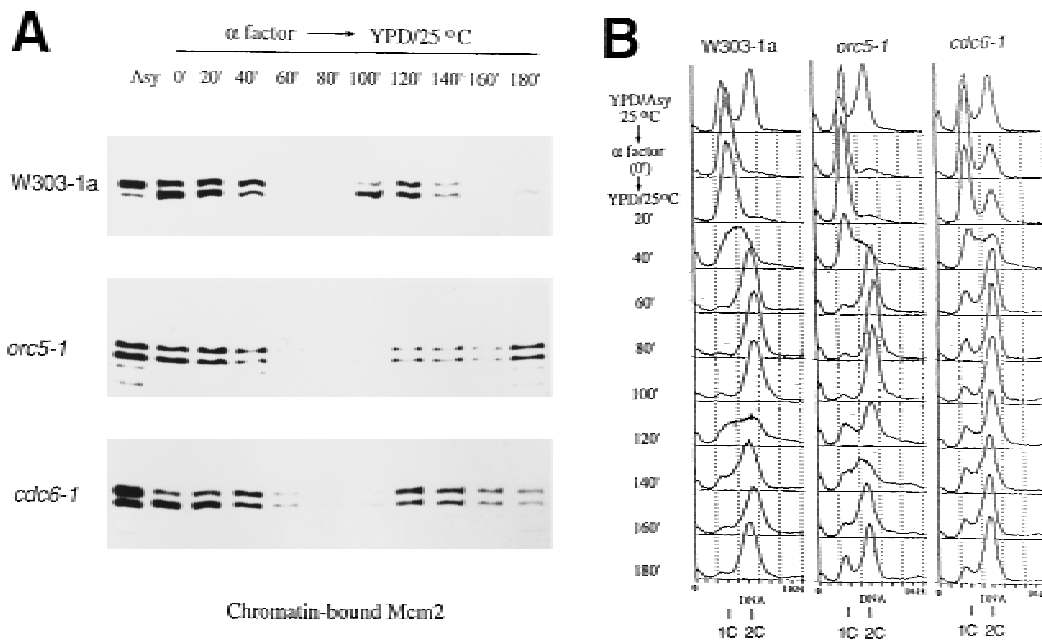 A
α factor → YPD/25 °C
Asy 0' 20' 40' 60' 80' 100' 120' 140' 160' 180'
W303-1a
orc5-1
cdc6-1
Chromatin-bound Mcm2
B
W303-1a orc5-1 cdc6-1
YPD/Asy
25 °C
α factor
(0')
YPD/25°C
20'
40'
60'
80'
100'
120'
140'
160'
180'
DNA DNA DNA
1C 2C 1C 2C 1C 2C